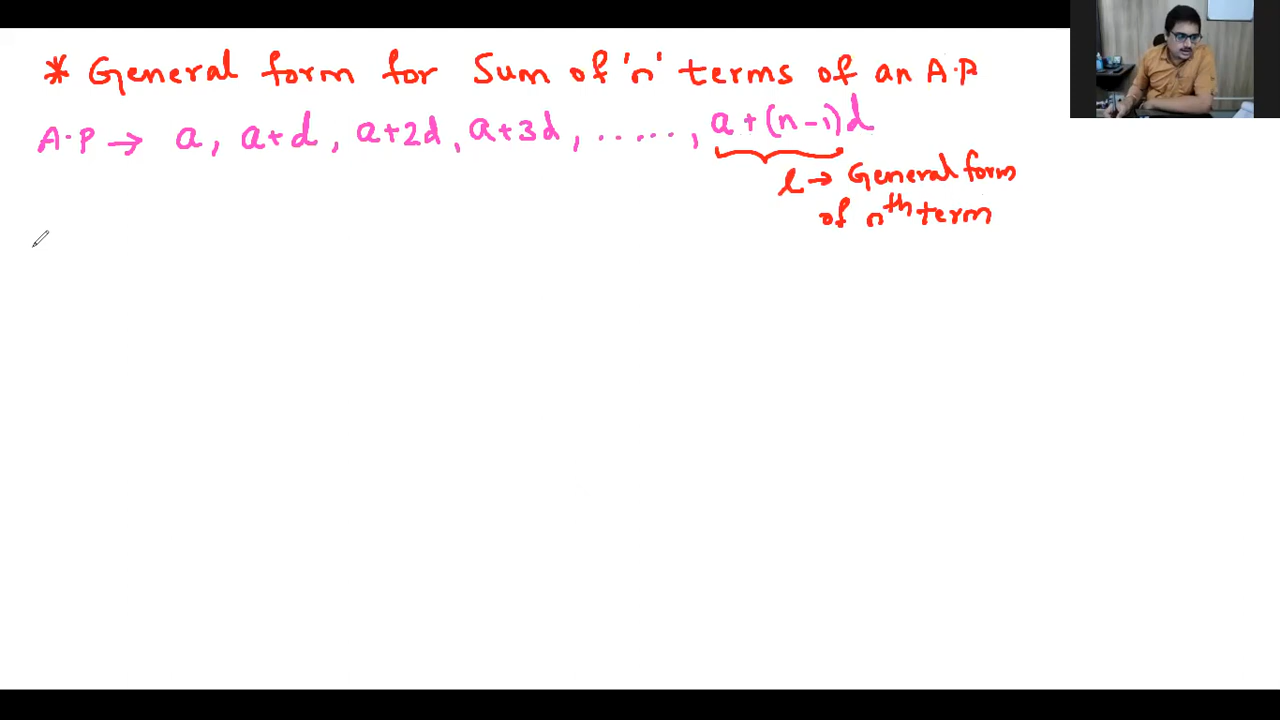 * General form for Sum of 'n' terms of an A.P
A.P → a, a+d, a+2d, a+3d, ......, a+(n-1)d
l → General form
of nth term